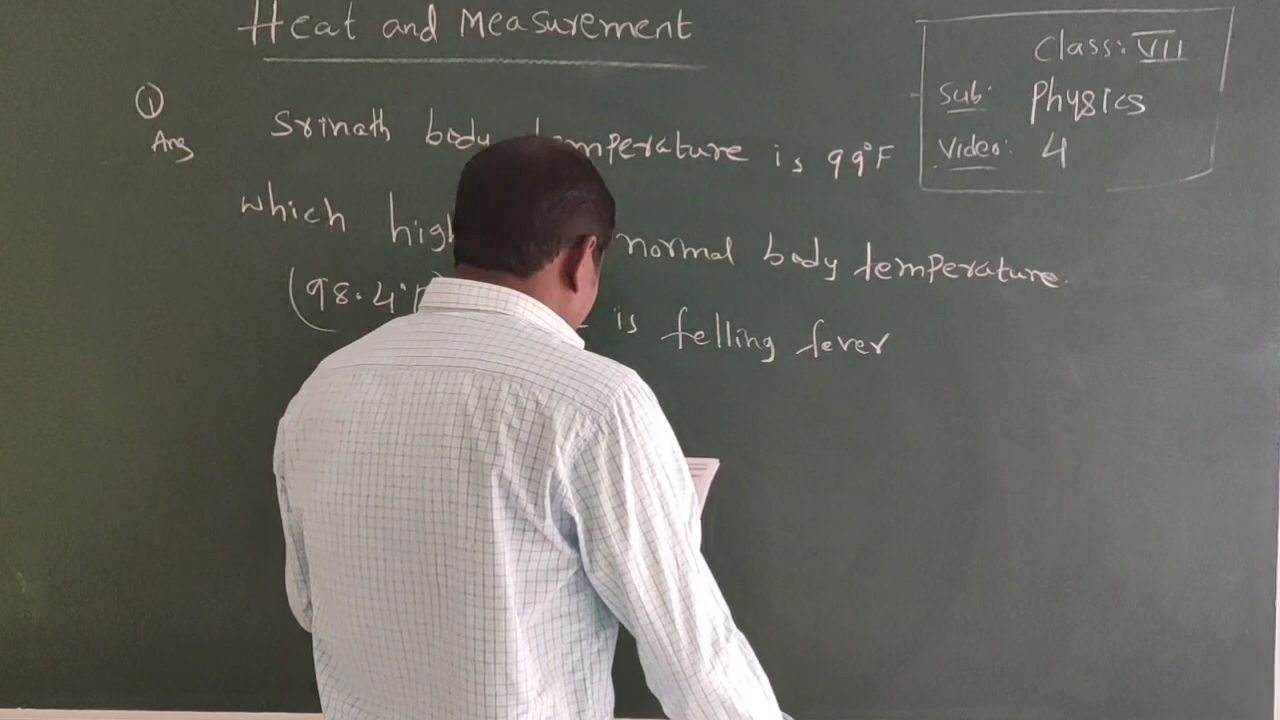 Heat and Measurement
Class: VII
Sub: Physics
Video: 4
①
Ans
Srinath body temperature is 99°F
which normal body temperature.
(98.4°F is felling fever